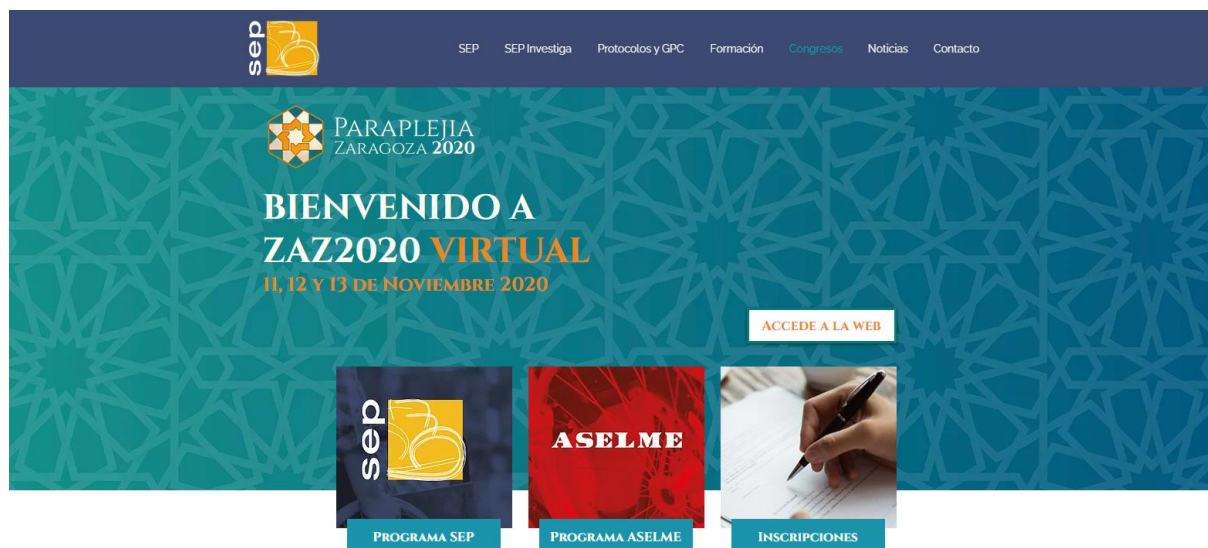 sep
SEP SEP Investiga Protocolos y GPC Formación Congresos Noticias Contacto
PARAPLEJIA
ZARAGOZA 2020
BIENVENIDO A
ZAZ2020 VIRTUAL
11, 12 Y 13 DE NOVIEMBRE 2020
ACCEDE A LA WEB
sep
ASELME
PROGRAMA SEP
PROGRAMA ASELME
INSCRIPCIONES